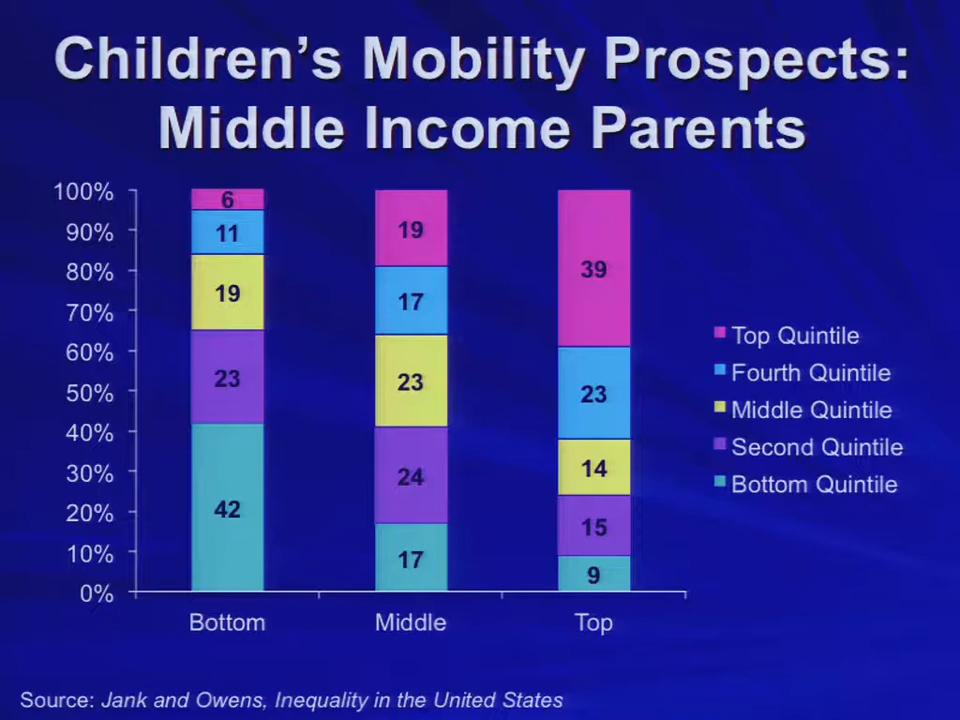 Children's Mobility Prospects:
Middle Income Parents
100%
90%
80%
70%
60%
50%
40%
30%
20%
10%
0%
6
11
19
23
42
19
17
23
24
17
39
23
14
15
9
Bottom
Middle
Top
Top Quintile
Fourth Quintile
Middle Quintile
Second Quintile
Bottom Quintile
Source: Jank and Owens, Inequality in the United States